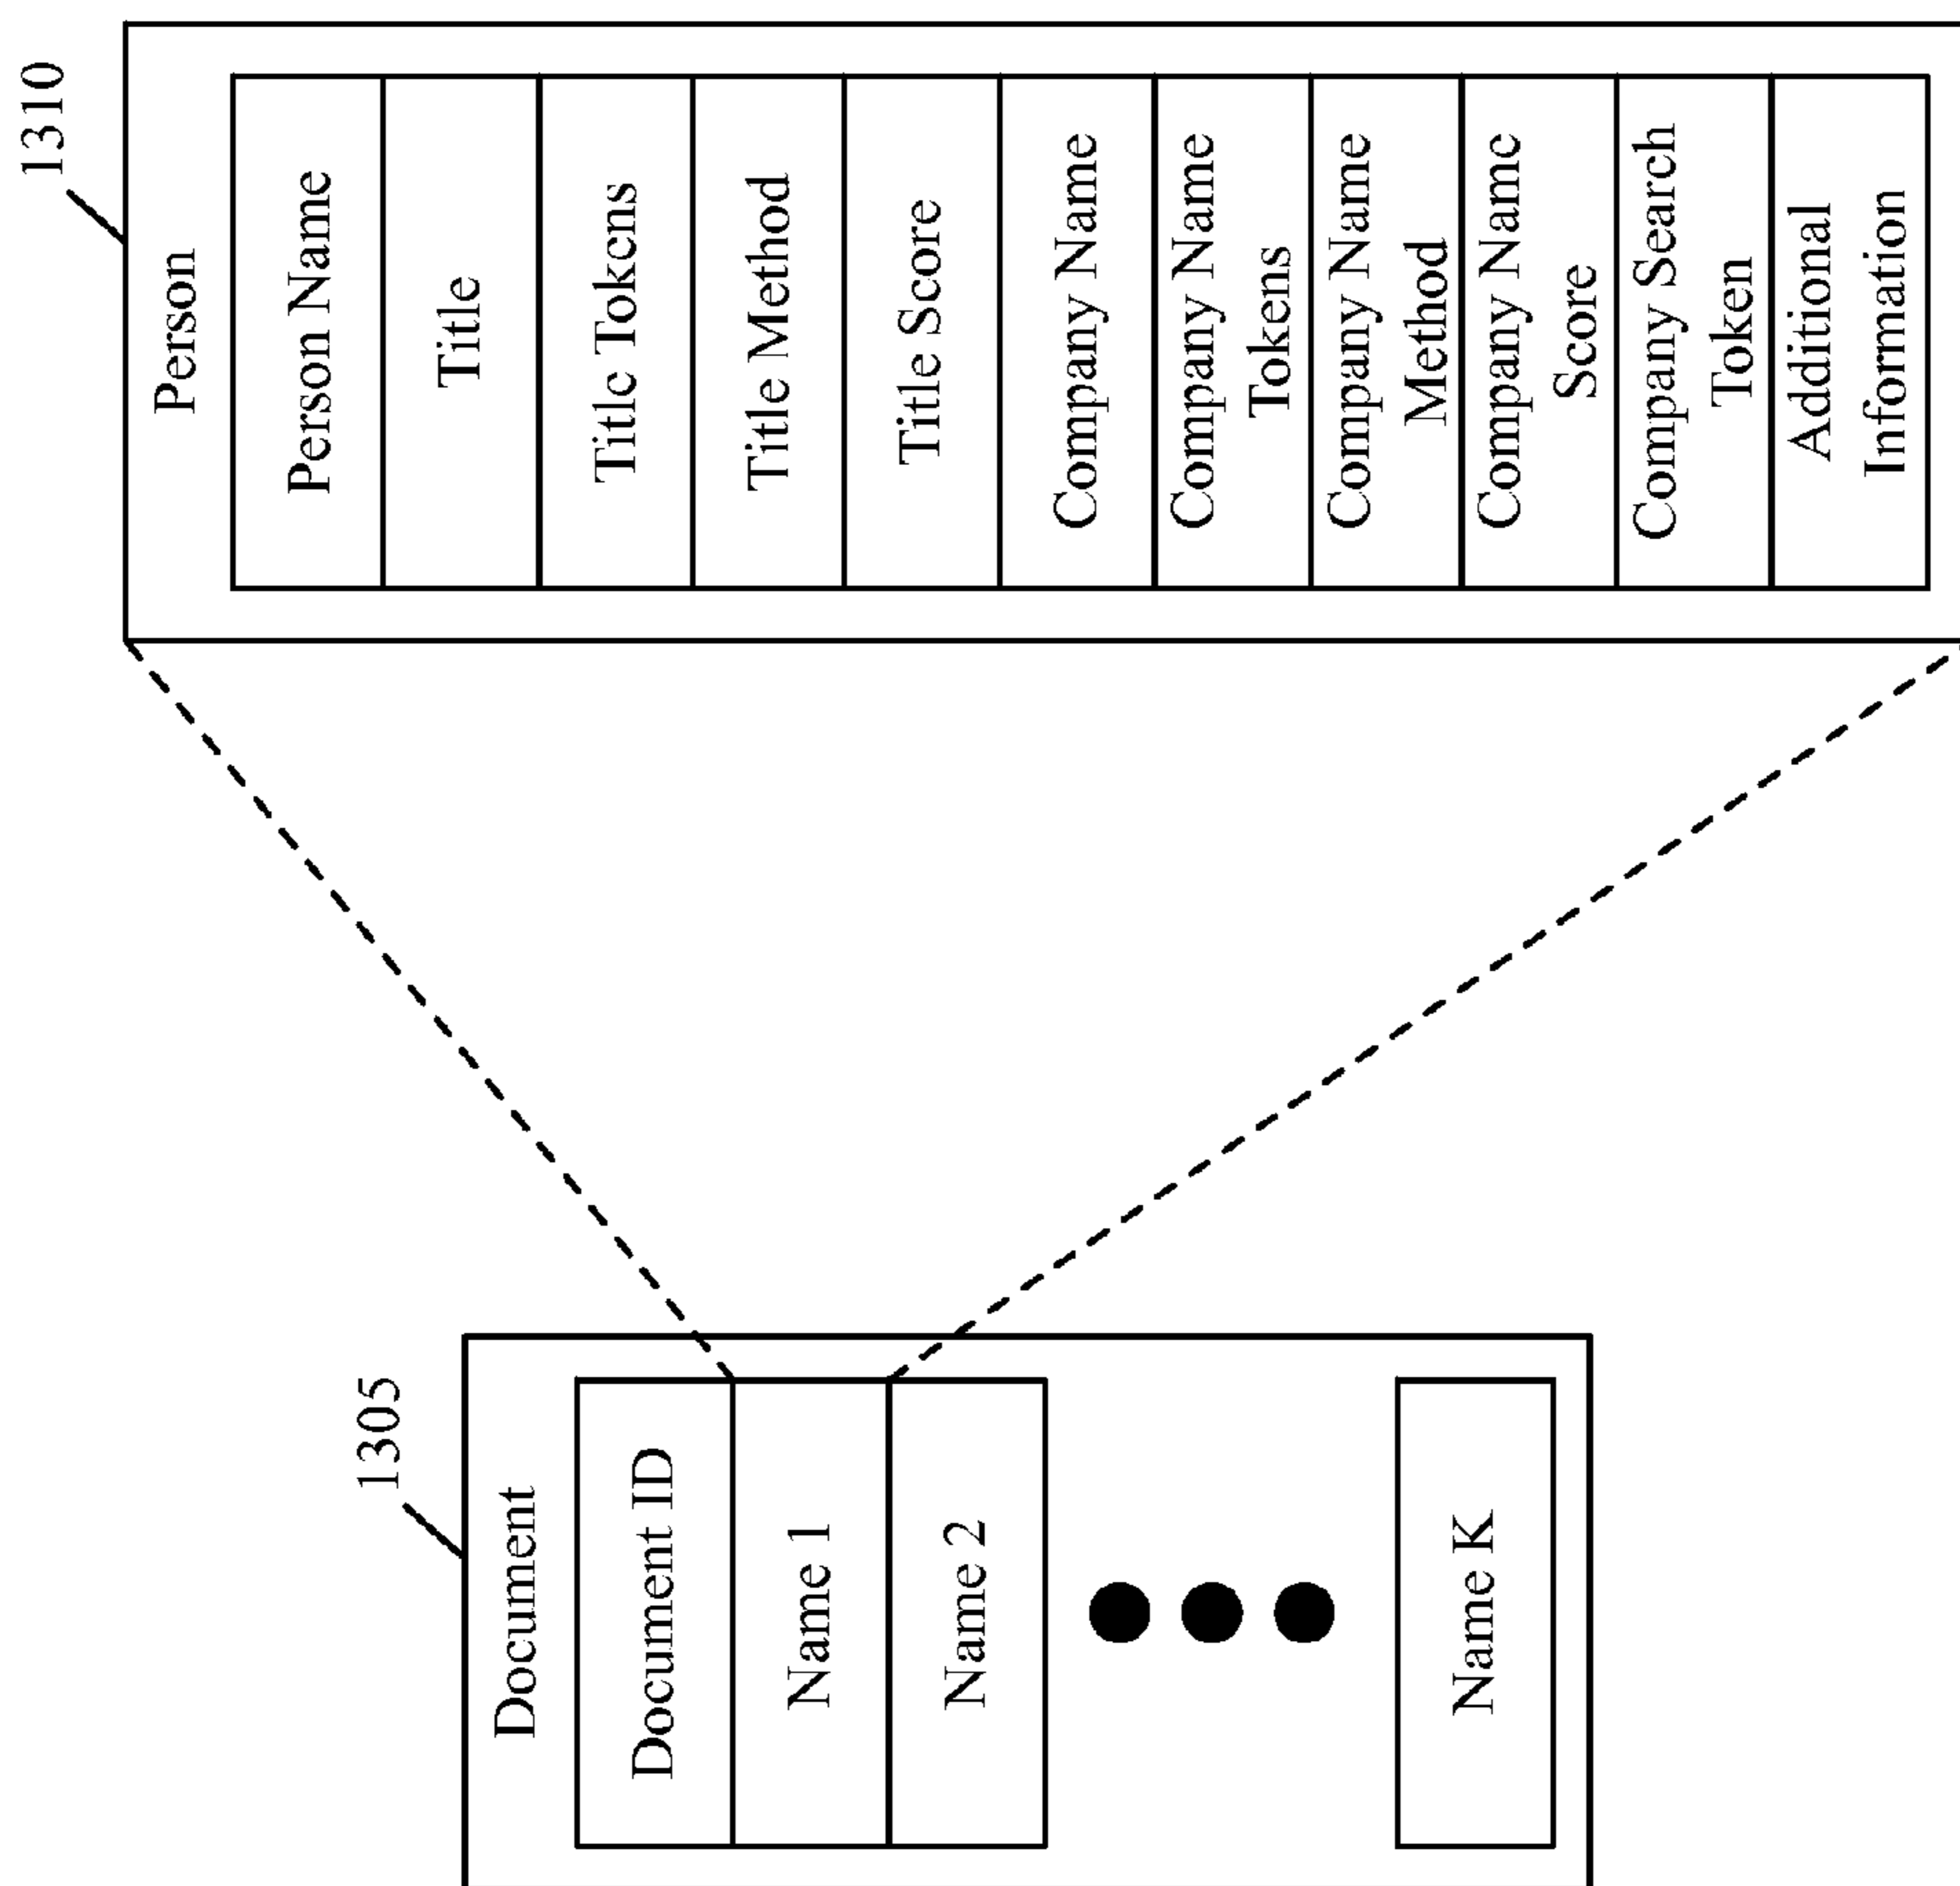 1305
Document
Document ID
Name 1
Name 2
Name K
1310
Person
Person Name
Title
Title Tokens
Title Method
Title Score
Company Name
Company Name
Tokens
Company Name
Method
Company Name
Score
Company Search
Token
Additional
Information